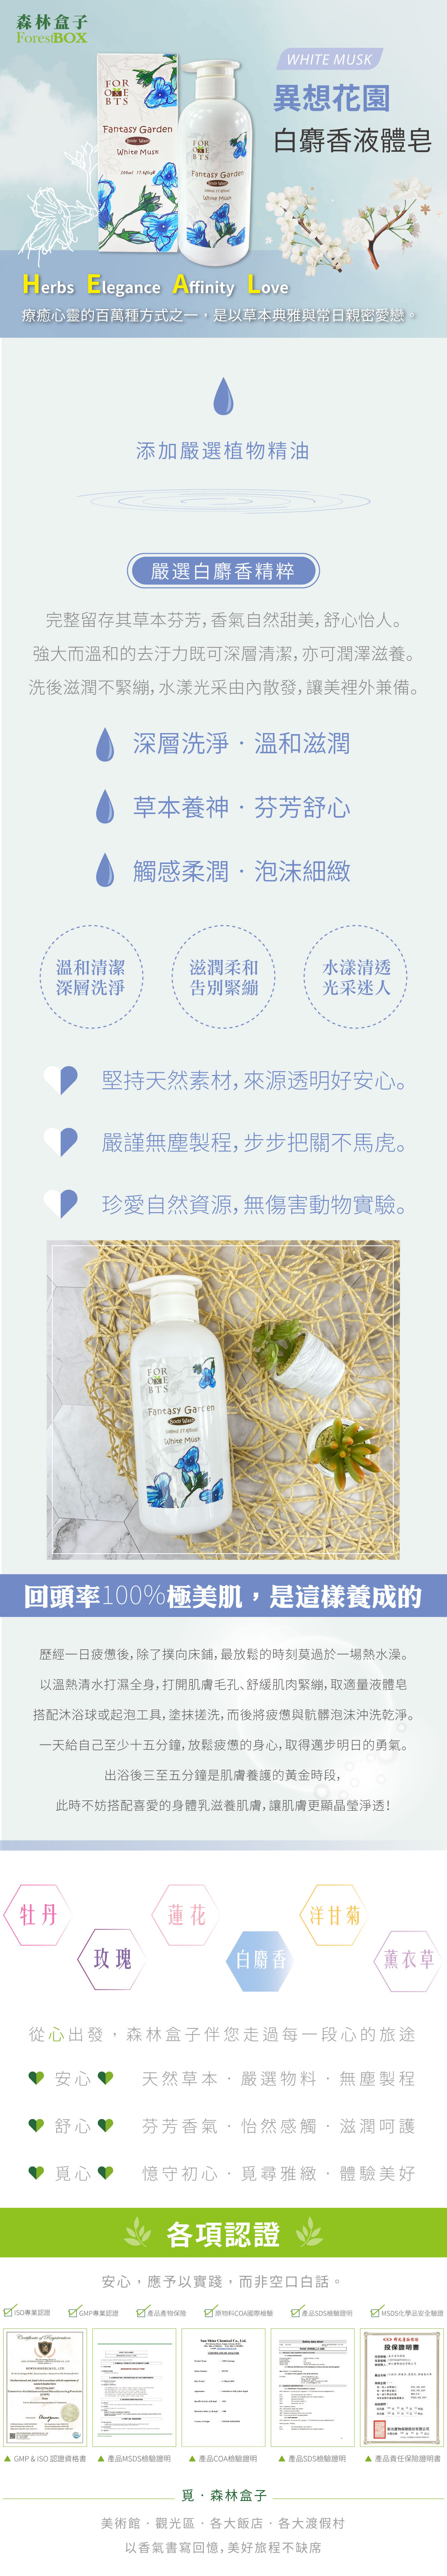 森林盒子
ForestBOX
WHITE MUSK
異想花園
白麝香液體皂
FOR
BTS
Fantasy Garden
Body Wash
White Musk
FOR
BTS
Fantasy Garden
Body Wash
White Musk
Herbs Elegance Affinity Love
療癒心靈的百萬種方式之一，是以草本典雅與常日親密愛戀。
添加嚴選植物精油
嚴選白麝香精粹
完整留存其草本芬芳，香氣自然甜美，舒心怡人。
強大而溫和的去汙力既可深層清潔，亦可潤澤滋養。
洗後滋潤不緊繃，水漾光采由內散發，讓美裡外兼備。
深層洗淨．溫和滋潤
草本養神．芬芳舒心
觸感柔潤．泡沫細緻
溫和清潔
深層洗淨
滋潤柔和
告別緊繃
水漾清透
光采迷人
堅持天然素材，來源透明好安心。
嚴謹無塵製程，步步把關不馬虎。
珍愛自然資源，無傷害動物實驗。
FOR
BTS
Fantasy Garden
Body Wash
White Musk
回頭率100%極美肌，是這樣養成的
歷經一日疲憊後，除了撲向床鋪，最放鬆的時刻莫過於一場熱水澡。
以溫熱清水打濕全身，打開肌膚毛孔、舒緩肌肉緊繃，取適量液體皂
搭配沐浴球或起泡工具，塗抹搓洗，而後將疲憊與骯髒泡沫沖洗乾淨。
一天給自己至少十五分鐘，放鬆疲憊的身心，取得邁步明日的勇氣。
出浴後三至五分鐘是肌膚養護的黃金時段，
此時不妨搭配喜愛的身體乳滋養肌膚，讓肌膚更顯晶瑩淨透！
牡丹
玫瑰
蓮花
白麝香
洋甘菊
薰衣草
從心出發，森林盒子伴您走過每一段心的旅途
安心 天然草本．嚴選物料．無塵製程
舒心 芬芳香氣．怡然感觸．滋潤呵護
覓心 憶守初心．覓尋雅緻．體驗美好
各項認證
安心，應予以實踐，而非空口白話。
ISO專業認證
GMP專業認證
產品產物保險
原物料COA國際檢驗
產品SDS檢驗證明
MSDS化學品安全驗證
Certificate of Registration
Sun Shine Chemical Co., Ltd.
投保證明書
GMP & ISO 認證資格書
產品MSDS檢驗證明
產品COA檢驗證明
產品SDS檢驗證明
產品責任保險證明書
覓．森林盒子
美術館．觀光區．各大飯店．各大渡假村
以香氣書寫回憶，美好旅程不缺席